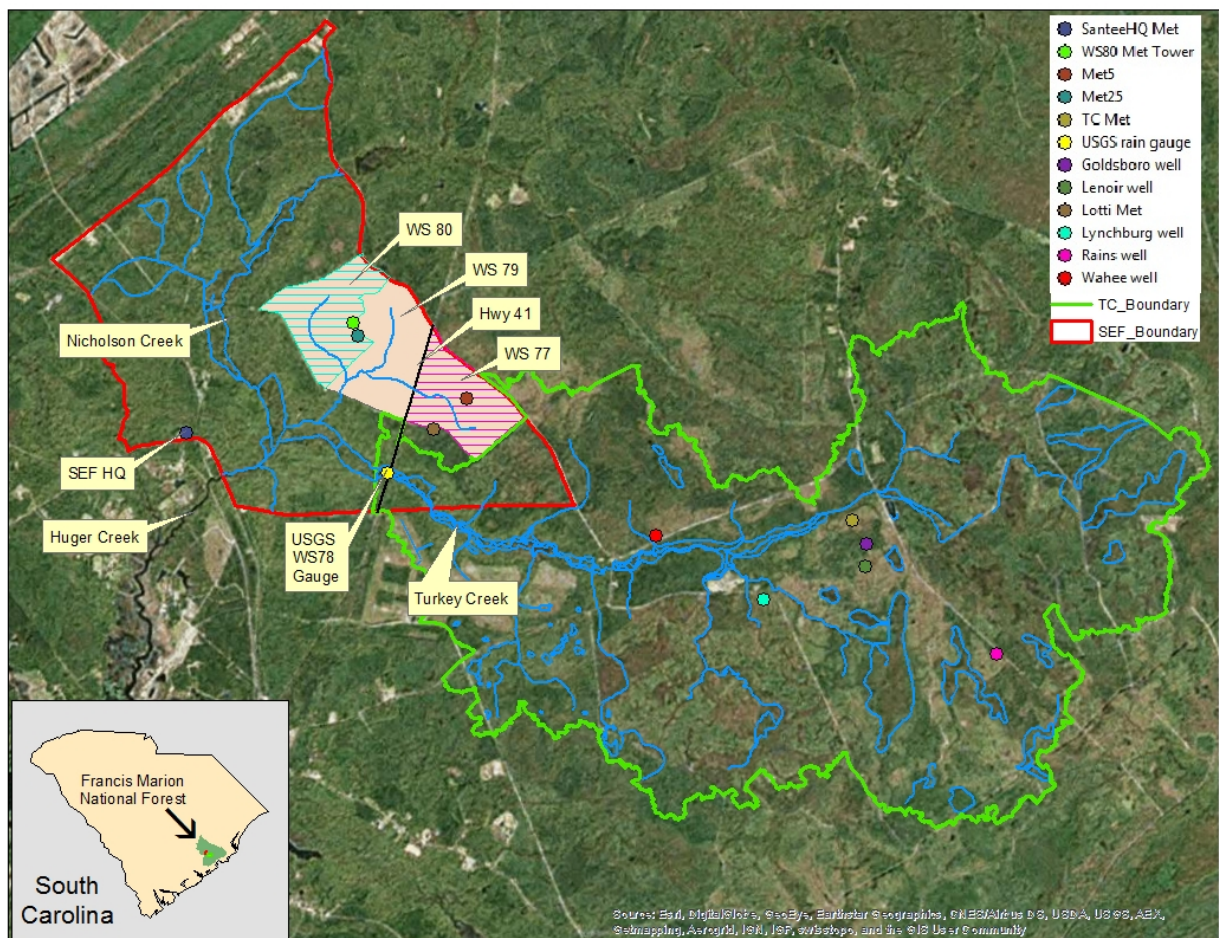 SanteeHQ Met
WS80 Met Tower
Met5
Met25
TC Met
USGS rain gauge
Goldsboro well
Lenoir well
Lotti Met
Lynchburg well
Rains well
Wahee well
TC_Boundary
SEF_Boundary
WS 80
WS 79
Hwy 41
WS 77
Nicholson Creek
SEF HQ
Huger Creek
USGS
WS78
Gauge
Turkey Creek
Francis Marion
National Forest
South
Carolina
Source: Esri, DigitalGlobe, GeoEye, Earthstar Geographics, CNES/Airbus DS, USDA, USGS, AEX,
Getmapping, Aerogrid, IGN, IGP, swisstopo, and the GIS User Community